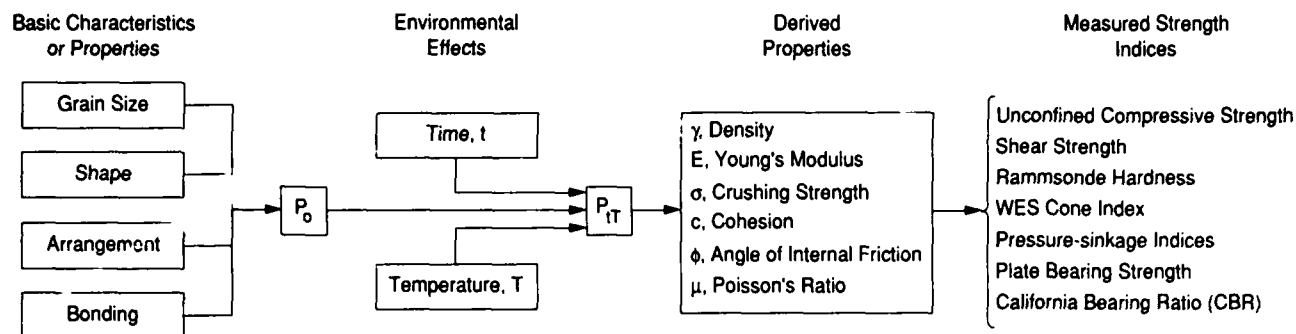 Basic Characteristics
or Properties
Grain Size
Shape
Arrangement
Bonding
P₀
Environmental
Effects
Time, t
Temperature, T
PtT
Derived
Properties
γ, Density
E, Young's Modulus
σ, Crushing Strength
c, Cohesion
ϕ, Angle of Internal Friction
μ, Poisson's Ratio
Measured Strength
Indices
Unconfined Compressive Strength
Shear Strength
Rammsonde Hardness
WES Cone Index
Pressure-sinkage Indices
Plate Bearing Strength
California Bearing Ratio (CBR)